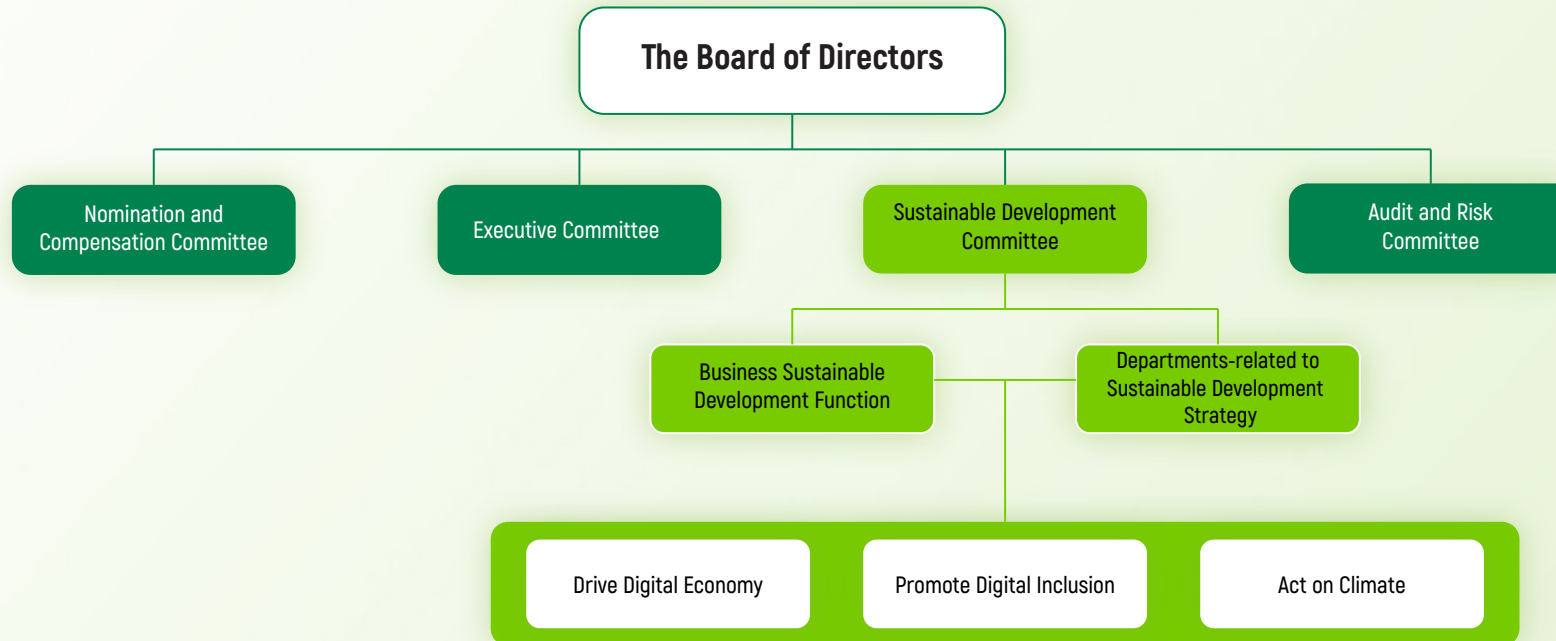 The Board of Directors
Nomination and
Compensation Committee
Executive Committee
Sustainable Development
Committee
Audit and Risk
Committee
Business Sustainable
Development Function
Departments-related to
Sustainable Development
Strategy
Drive Digital Economy
Promote Digital Inclusion
Act on Climate